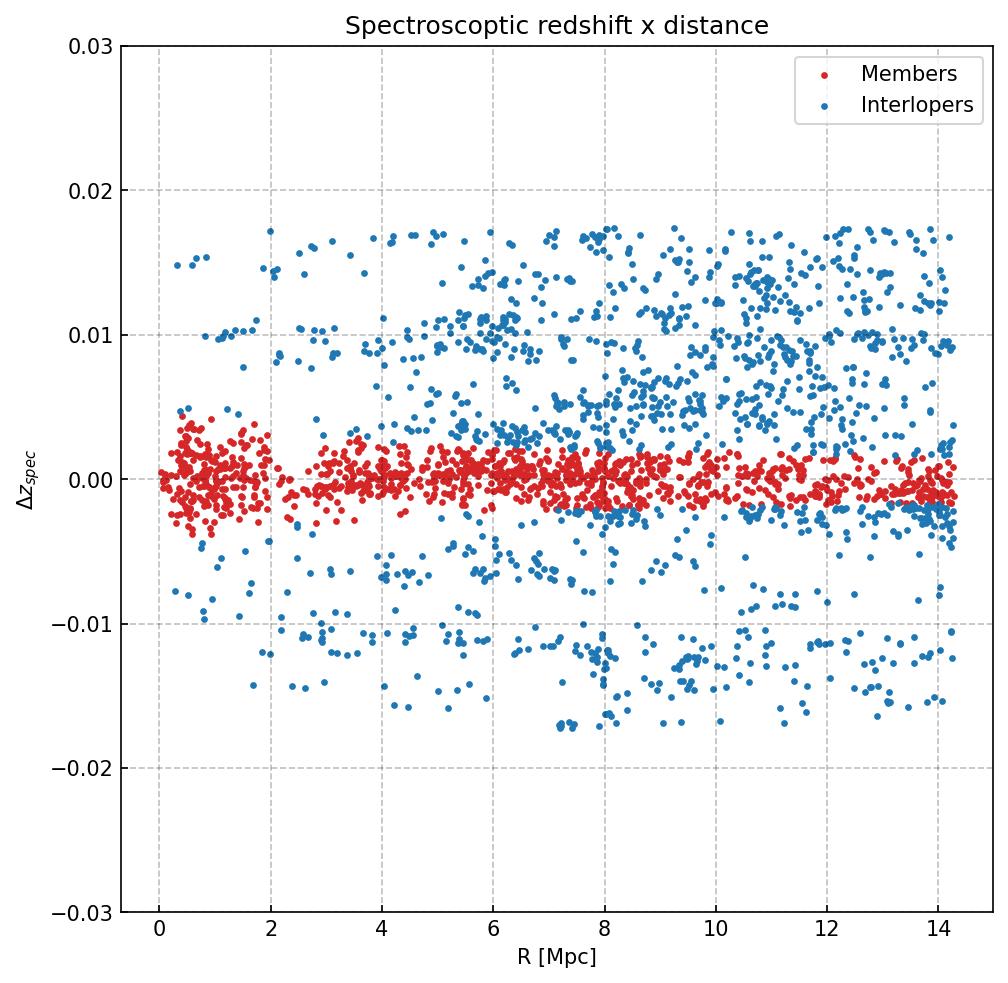 Spectroscoptic redshift x distance
Members
Interlopers
0.03
0.02
0.01
0.00
−0.01
−0.02
−0.03
Δz_spec
0 2 4 6 8 10 12 14
R [Mpc]